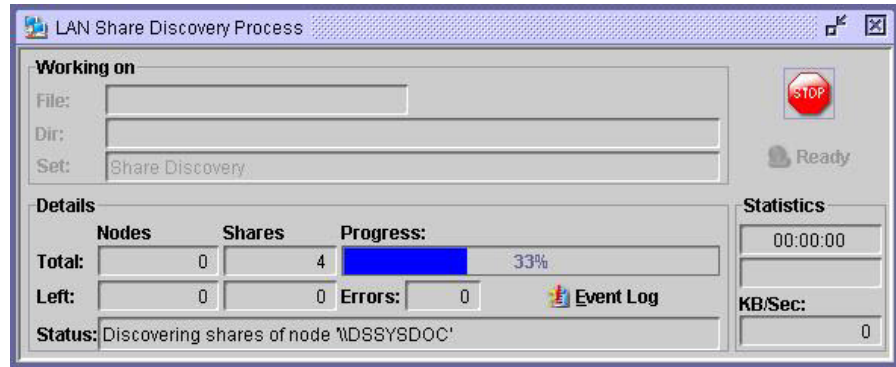 LAN Share Discovery Process
Working on
File:
STOP
Dir:
Set: Share Discovery
Ready
Details
Statistics
Nodes Shares Progress:
00:00:00
Total: 0 4 33%
Left: 0 0 Errors: 0 Event Log
KB/Sec:
0
Status: Discovering shares of node '\\DSSYSDOC'